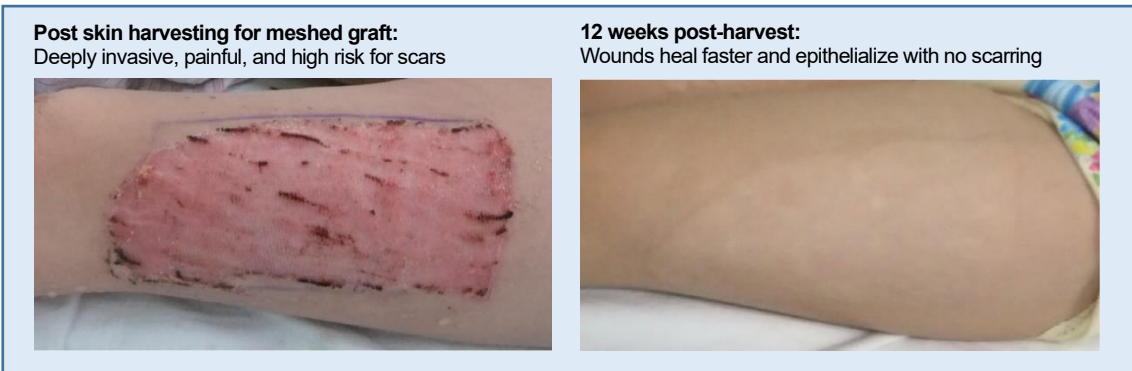 Post skin harvesting for meshed graft:
Deeply invasive, painful, and high risk for scars
12 weeks post-harvest:
Wounds heal faster and epithelialize with no scarring